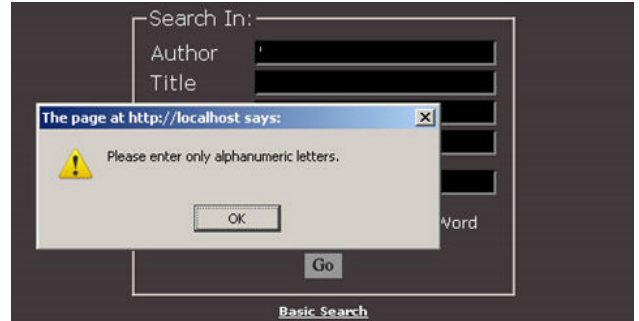 Search In:
Author '
Title
The page at http://localhost says:
Please enter only alphanumeric letters.
OK
Word
Go
Basic Search